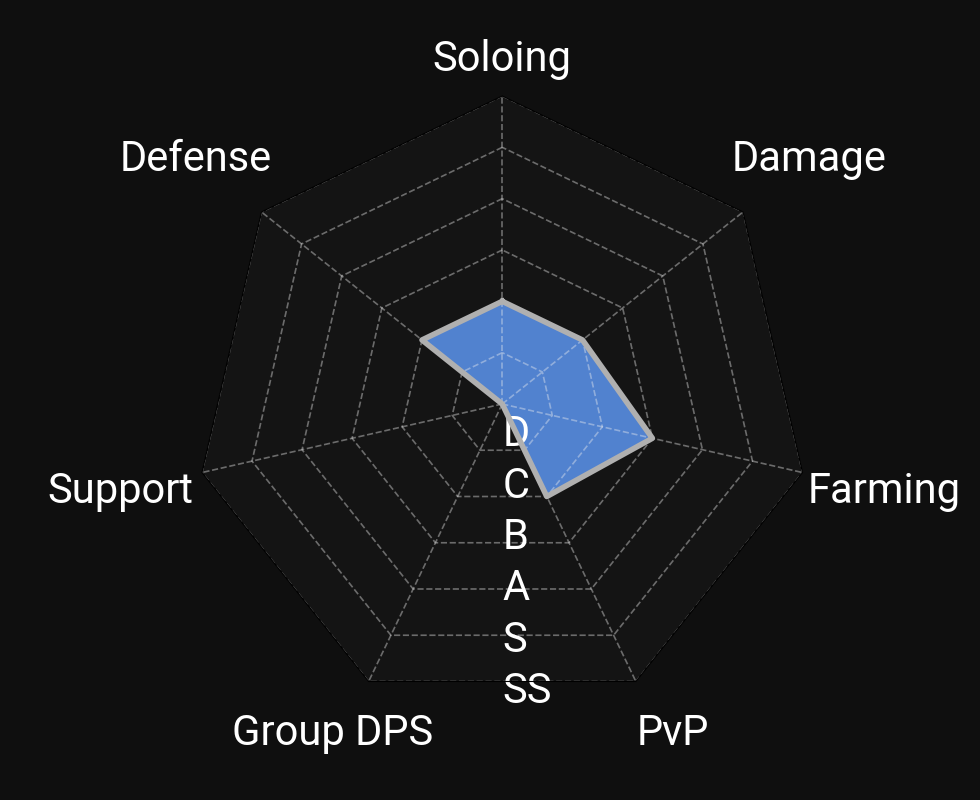 Soloing
Defense
Damage
D
C
Support
Farming
B
A
S
SS
Group DPS
PvP